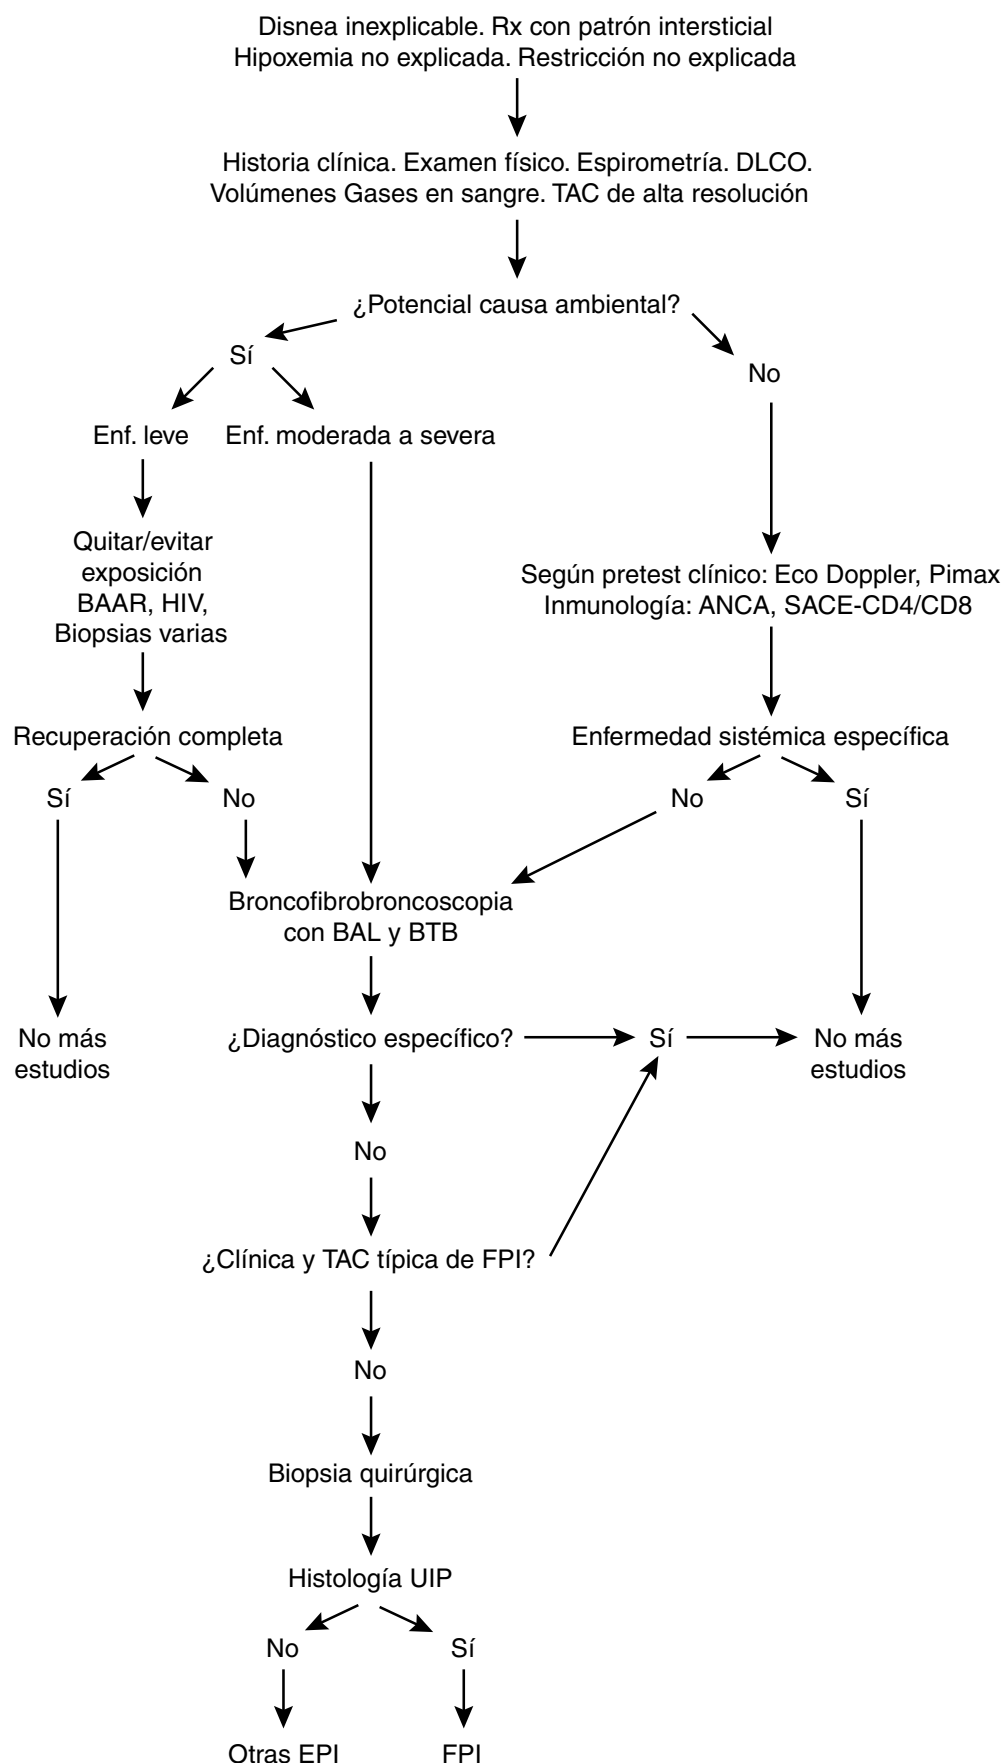 Disnea inexplicable. Rx con patrón intersticial
Hipoxemia no explicada. Restricción no explicada
Historia clínica. Examen físico. Espirometría. DLCO.
Volúmenes Gases en sangre. TAC de alta resolución
¿Potencial causa ambiental?
Sí
No
Enf. leve
Enf. moderada a severa
Quitar/evitar
exposición
BAAR, HIV,
Biopsias varias
Según pretest clínico: Eco Doppler, Pimax
Inmunología: ANCA, SACE-CD4/CD8
Recuperación completa
Enfermedad sistémica específica
Sí
No
No
Sí
Broncofibrobroncoscopia
con BAL y BTB
No más
estudios
¿Diagnóstico específico?
Sí
No más
estudios
No
¿Clínica y TAC típica de FPI?
No
Biopsia quirúrgica
Histología UIP
No
Sí
Otras EPI
FPI